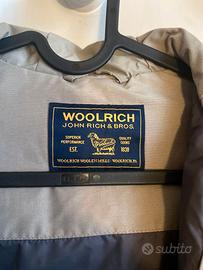 WOOLRICH
JOHN RICH & BROS.
SUPERIOR PERFORMANCE
QUALITY GOODS
EST.
1830
WOOLRICH WOOLEN MILLS - WOOLRICH, PA
subito